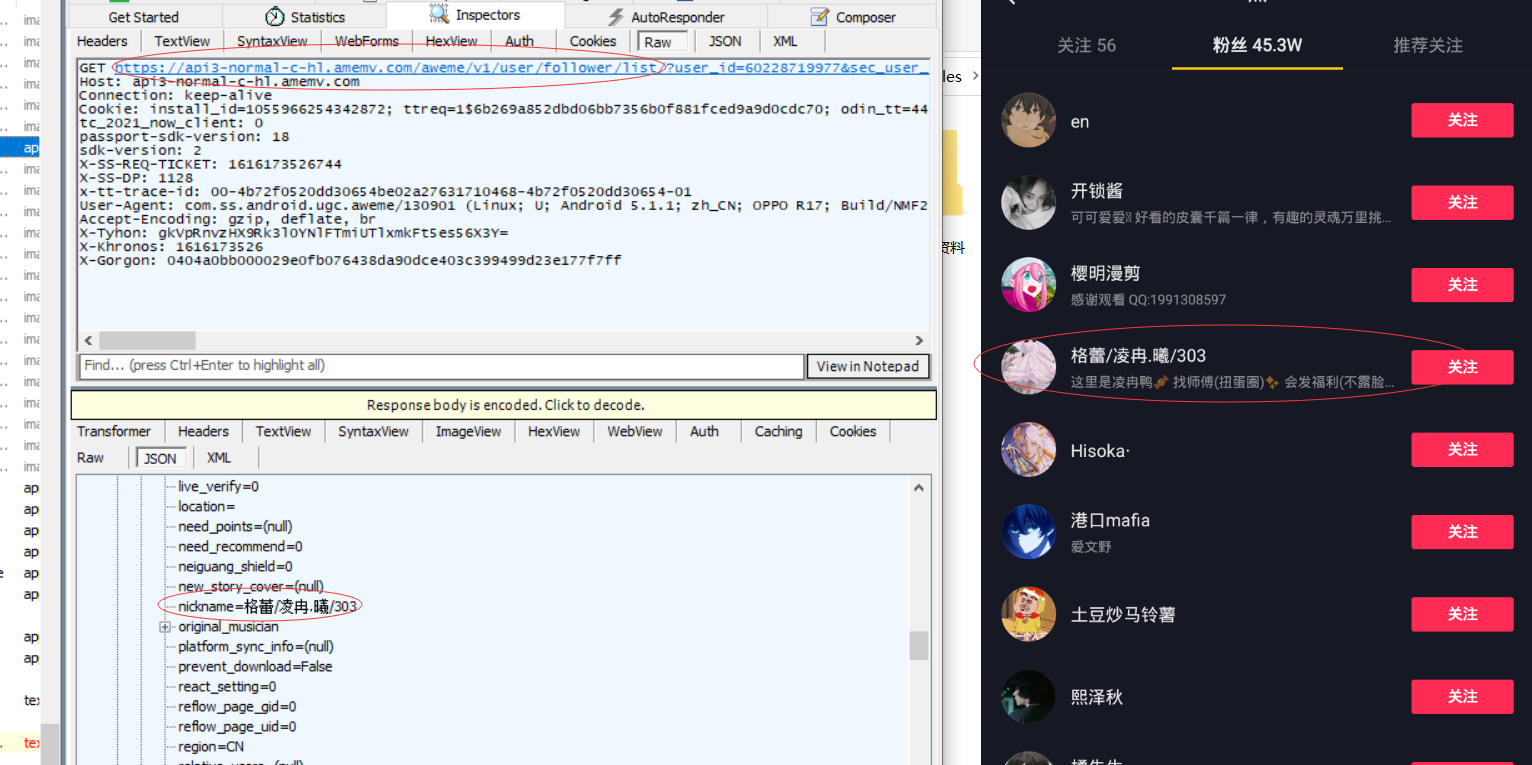 Get Started
Statistics
Inspectors
AutoResponder
Composer
Headers
TextView
SyntaxView
WebForms
HexView
Auth
Cookies
Raw
JSON
XML
GET https://api3-normal-c-hl.amemv.com/aweme/v1/user/follower/list/?user_id=60228719977&sec_user_
Host: api3-normal-c-hl.amemv.com
Connection: keep-alive
Cookie: install_id=1055966254342872; ttreq=1$6b269a852dbd06bb7356b0f881fced9a9d0cdc70; odin_tt=44
tc_2021_now_client: 0
passport-sdk-version: 18
sdk-version: 2
X-SS-REQ-TICKET: 1616173526744
X-SS-DP: 1128
x-tt-trace-id: 00-4b72f0520dd30654be02a27631710468-4b72f0520dd30654-01
User-Agent: com.ss.android.ugc.aweme/130901 (Linux; U; Android 5.1.1; zh_CN; OPPO R17; Build/NMF2
Accept-Encoding: gzip, deflate, br
X-Tyhon: gkVpRnvzHX9Rk3lOYNlFTmiUTlxmkFt5es56X3Y=
X-Khronos: 1616173526
X-Gorgon: 0404a0bb000029e0fb076438da90dce403c399499d23e177f7ff
Find... (press Ctrl+Enter to highlight all)
View in Notepad
Response body is encoded. Click to decode.
Transformer
Headers
TextView
SyntaxView
ImageView
HexView
WebView
Auth
Caching
Cookies
Raw
JSON
XML
live_verify=0
location=
need_points=(null)
need_recommend=0
neiguang_shield=0
new_story_cover=(null)
nickname=格蕾/凌冉.曦/303
original_musician
platform_sync_info=(null)
prevent_download=False
react_setting=0
reflow_page_gid=0
reflow_page_uid=0
region=CN
les
资料
关注 56
粉丝 45.3W
推荐关注
en
关注
开锁酱
可可爱爱 好看的皮囊千篇一律，有趣的灵魂万里挑...
关注
樱明漫剪
感谢观看 QQ:1991308597
关注
格蕾/凌冉.曦/303
这里是凌冉鸭🍬 找师傅(扭蛋圈)✨ 会发福利(不露脸...
关注
Hisoka·
关注
港口mafia
爱文野
关注
土豆炒马铃薯
关注
熙泽秋
关注